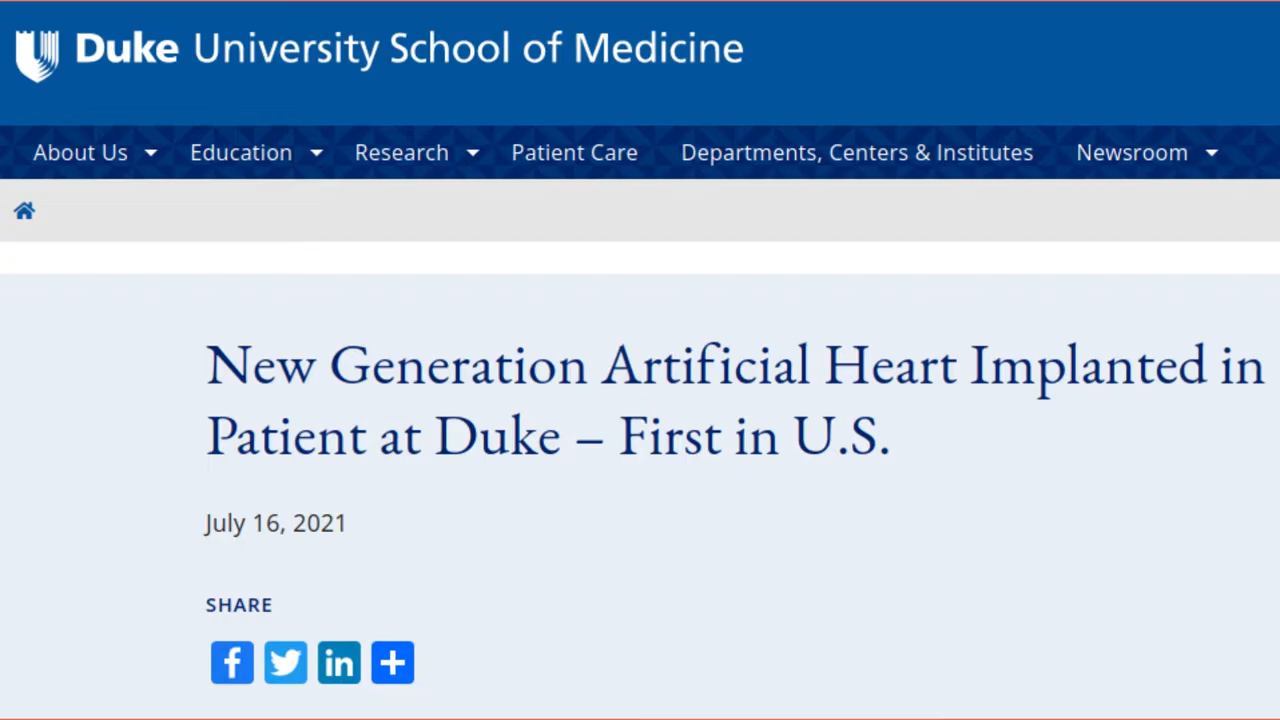 Duke University School of Medicine
About Us Education Research Patient Care Departments, Centers & Institutes Newsroom
New Generation Artificial Heart Implanted in
Patient at Duke – First in U.S.
July 16, 2021
SHARE